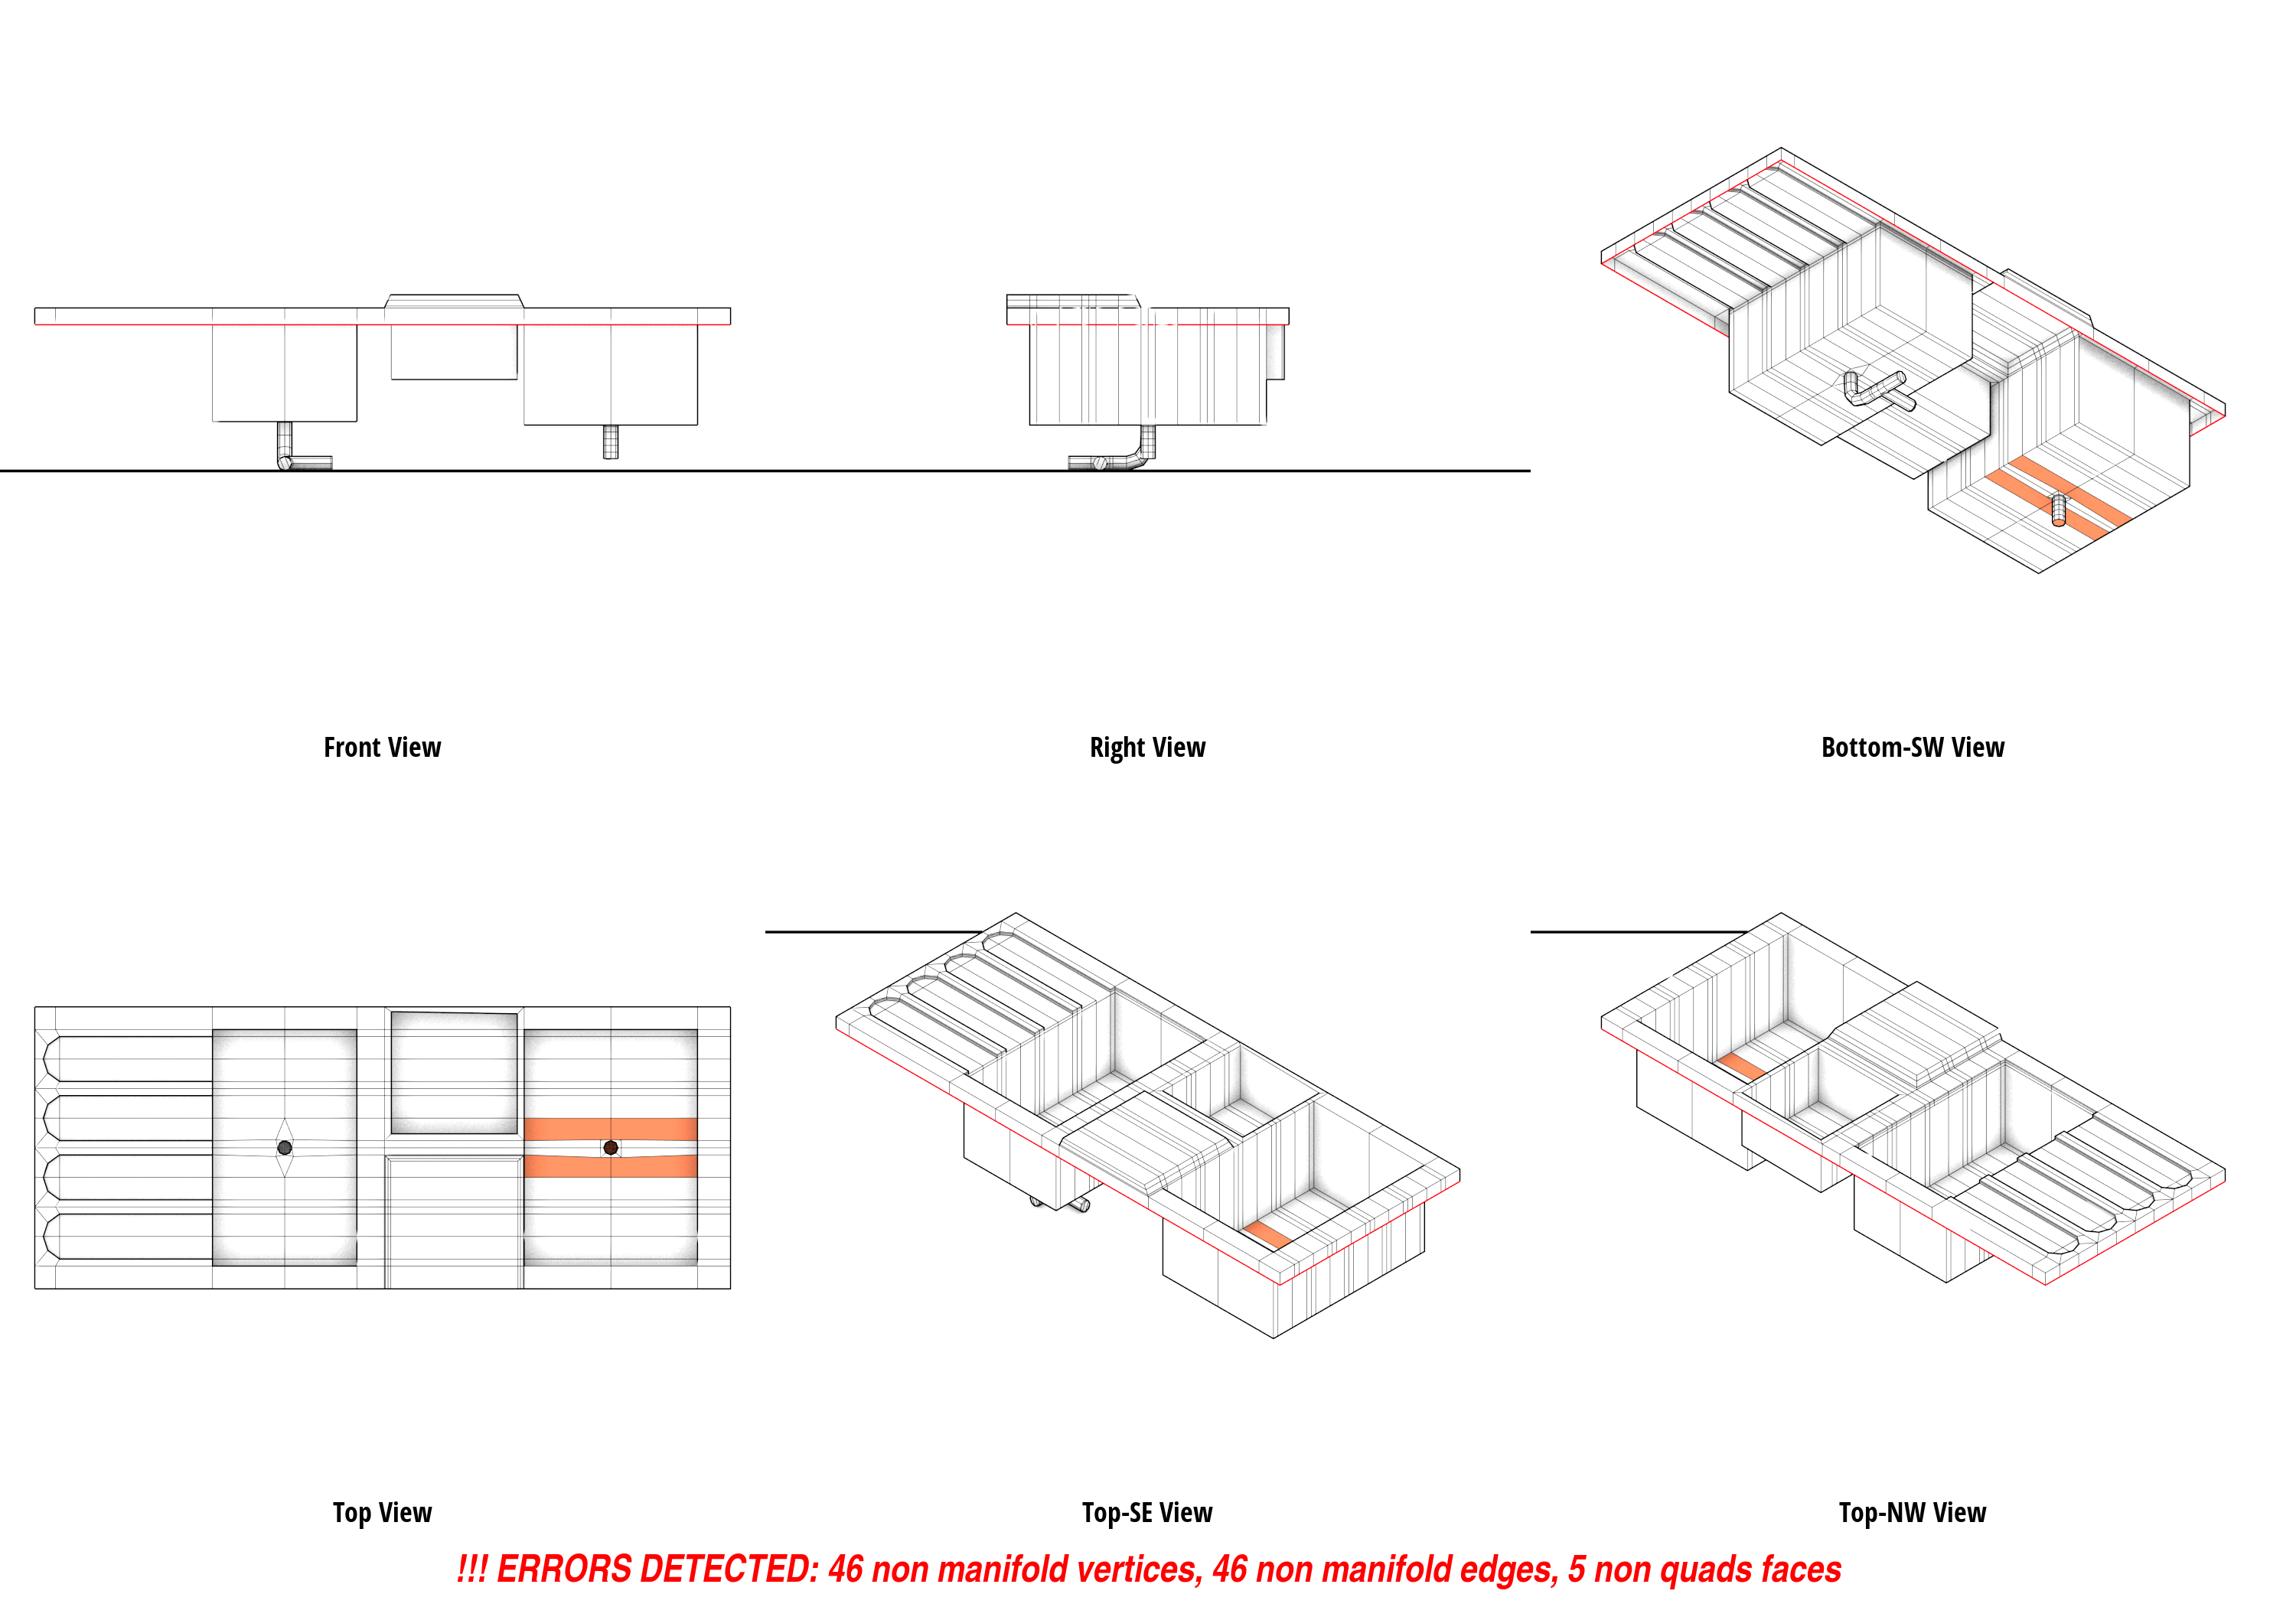 Front View
Right View
Bottom-SW View
Top View
Top-SE View
Top-NW View
!!! ERRORS DETECTED: 46 non manifold vertices, 46 non manifold edges, 5 non quads faces